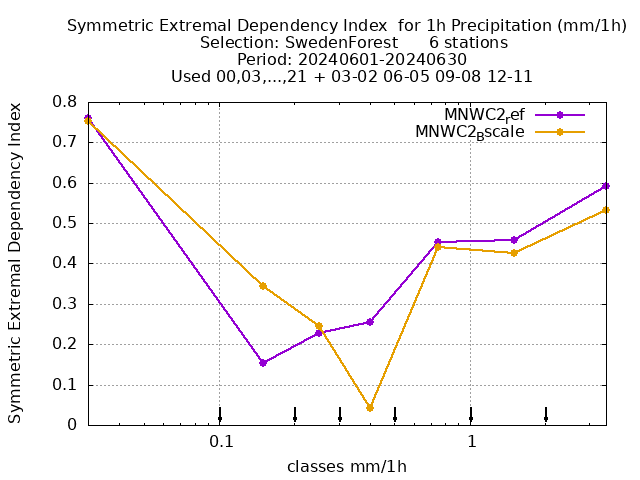 Symmetric Extremal Dependency Index  for 1h Precipitation (mm/1h)
Selection: SwedenForest      6 stations
Period: 20240601-20240630
Used 00,03,...,21 + 03-02 06-05 09-08 12-11
Symmetric Extremal Dependency Index
0.8
0.7
0.6
0.5
0.4
0.3
0.2
0.1
0
MNWC2ref
MNWC2Bscale
0.1
1
classes mm/1h